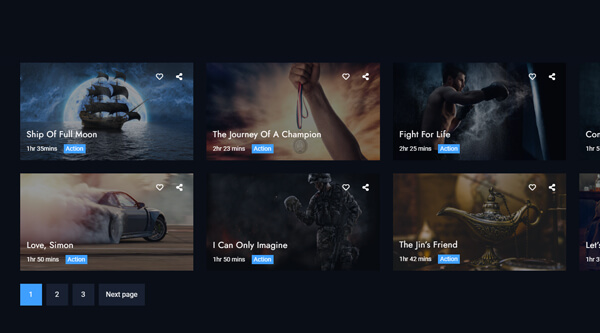 Ship Of Full Moon
1hr 35mins Action
The Journey Of A Champion
2hr 23 mins Action
Fight For Life
2hr 25 mins Action
Love, Simon
1hr 50 mins Action
I Can Only Imagine
1hr 50 mins Action
The Jin's Friend
1hr 42 mins Action
1 2 3 Next page